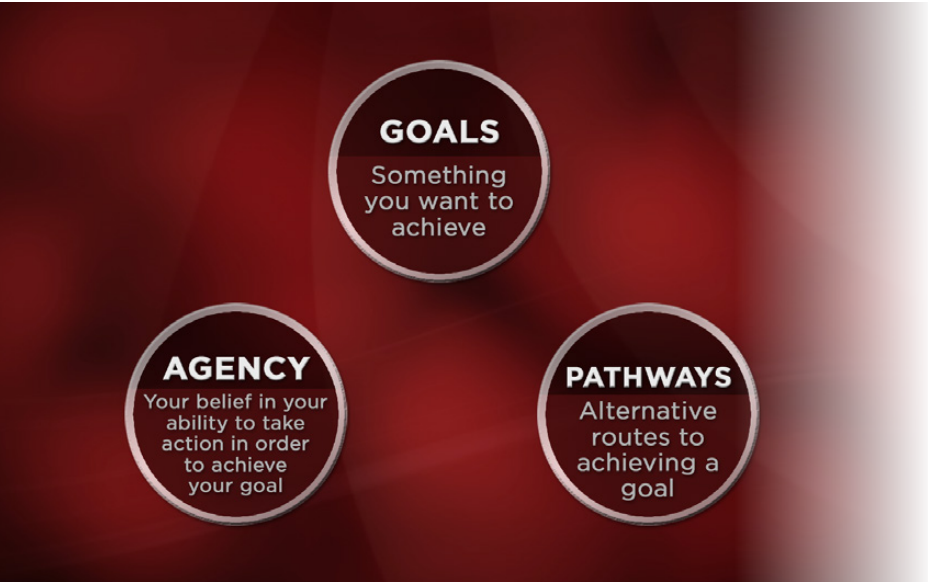 GOALS
Something
you want to
achieve
AGENCY
Your belief in your
ability to take
action in order
to achieve
your goal
PATHWAYS
Alternative
routes to
achieving a
goal